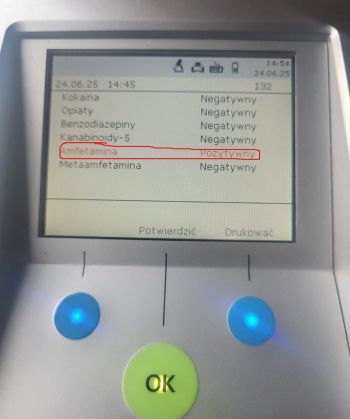 14:54
24.06.25
24.06.25 14:45 132
Kokaina Negatywny
Opiaty Negatywny
Benzodiazepiny Negatywny
Kanabinoidy-S Negatywny
Amfetamina Pozytywny
Metaamfetamina Negatywny
Potwierdzić Drukować
OK